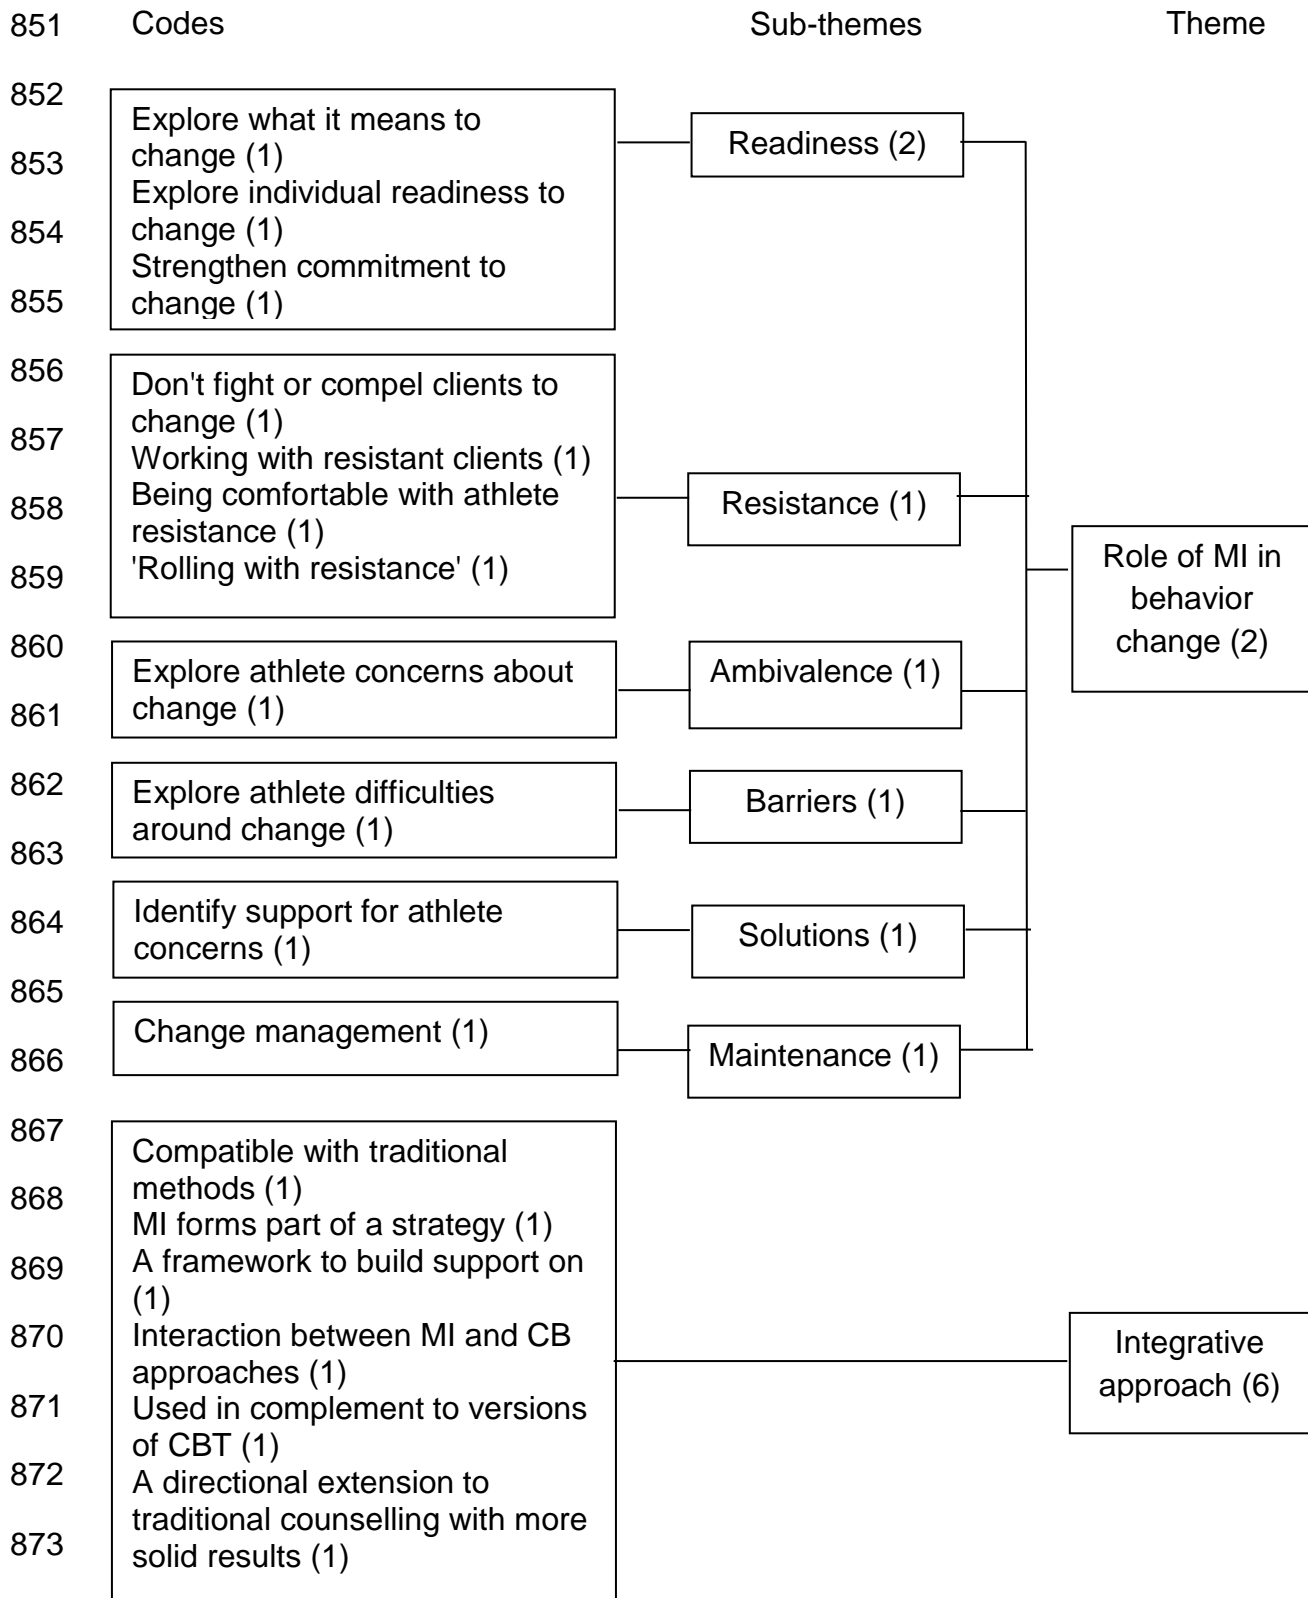 851 Codes Sub-themes Theme
852
Explore what it means to
853 change (1) Readiness (2)
Explore individual readiness to
854 change (1)
Strengthen commitment to
855 change (1)
856
Don't fight or compel clients to
change (1)
857
Working with resistant clients (1)
858 Being comfortable with athlete Resistance (1)
resistance (1)
859 'Rolling with resistance' (1)
Role of MI in
behavior
change (2)
860
Explore athlete concerns about Ambivalence (1)
861 change (1)
862
Explore athlete difficulties Barriers (1)
around change (1)
863
864 Identify support for athlete Solutions (1)
concerns (1)
865
Change management (1)
866 Maintenance (1)
867
Compatible with traditional
868 methods (1)
MI forms part of a strategy (1)
869 A framework to build support on
(1)
870 Interaction between MI and CB Integrative
approaches (1) approach (6)
871 Used in complement to versions
of CBT (1)
872 A directional extension to
traditional counselling with more
873 solid results (1)